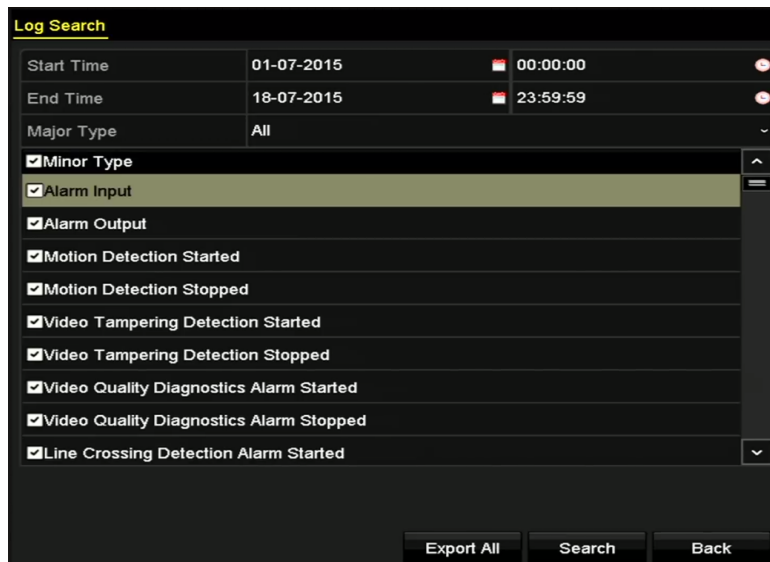 Log Search
Start Time 01-07-2015 00:00:00
End Time 18-07-2015 23:59:59
Major Type All
Minor Type
Alarm Input
Alarm Output
Motion Detection Started
Motion Detection Stopped
Video Tampering Detection Started
Video Tampering Detection Stopped
Video Quality Diagnostics Alarm Started
Video Quality Diagnostics Alarm Stopped
Line Crossing Detection Alarm Started
Export All Search Back